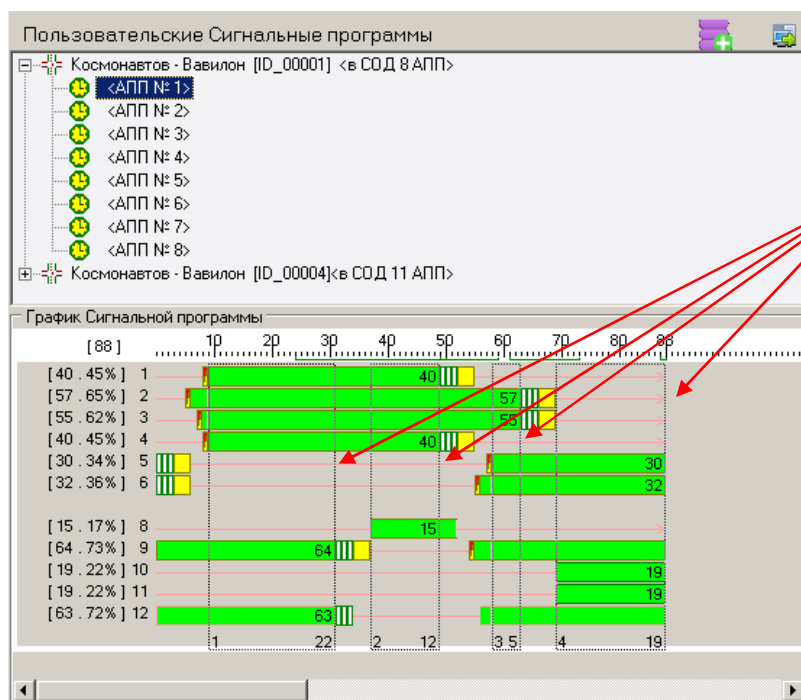 Пользовательские Сигнальные программы
Космонавтов - Вавилон [ID_00001] <в СОД 8 АПП>
<АПП № 1>
<АПП № 2>
<АПП № 3>
<АПП № 4>
<АПП № 5>
<АПП № 6>
<АПП № 7>
<АПП № 8>
Космонавтов - Вавилон [ID_00004]<в СОД 11 АПП>
График Сигнальной программы
[88] 10 20 30 40 50 60 70 80 88
[40 . 45%] 1 40
[57 . 65%] 2 57
[55 . 62%] 3 55
[40 . 45%] 4 40
[30 . 34%] 5 30
[32 . 36%] 6 32
[15 . 17%] 8 15
[64 . 73%] 9 64
[19 . 22%] 10 19
[19 . 22%] 11 19
[63 . 72%] 12 63
1 22 2 12 3 5 4 19